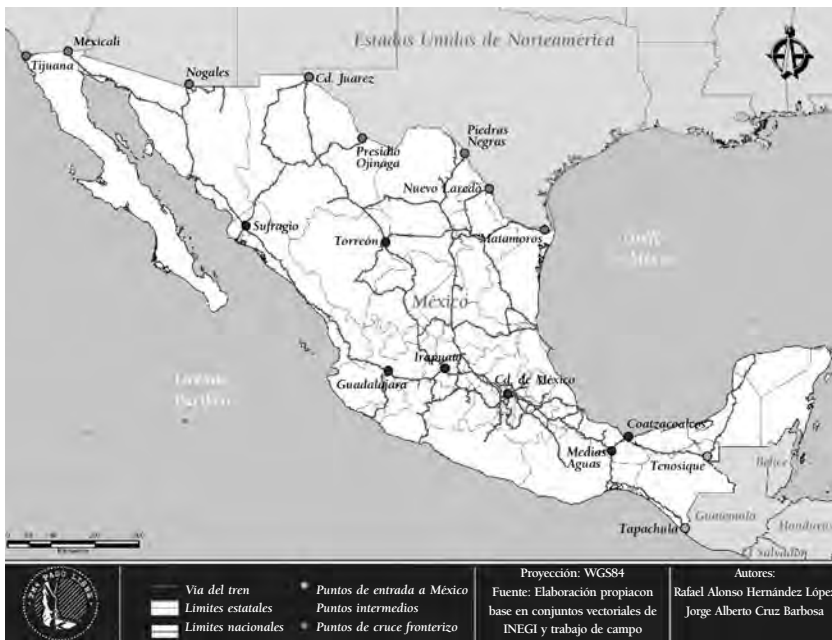 Mexicali
Estados Unidos de Norteamérica
Tijuana
Nogales
Cd. Juarez
Piedras
Negras
Presidio
Ojinaga
Nuevo Laredo
Sufragio
Torreón
Matamoros
México
Irapuato
Guadalajara
Cd. de México
Coatzacoalcos
Medias
Aguas
Tenosique
Belice
Guatemala
Honduras
Tapachula
El Salvador
Via del tren
Limites estatales
Limites nacionales
Puntos de entrada a México
Puntos intermedios
Puntos de cruce fronterizo
Proyección: WGS84
Fuente: Elaboración propiacon
base en conjuntos vectoriales de
INEGI y trabajo de campo
Autores:
Rafael Alonso Hernández López
Jorge Alberto Cruz Barbosa